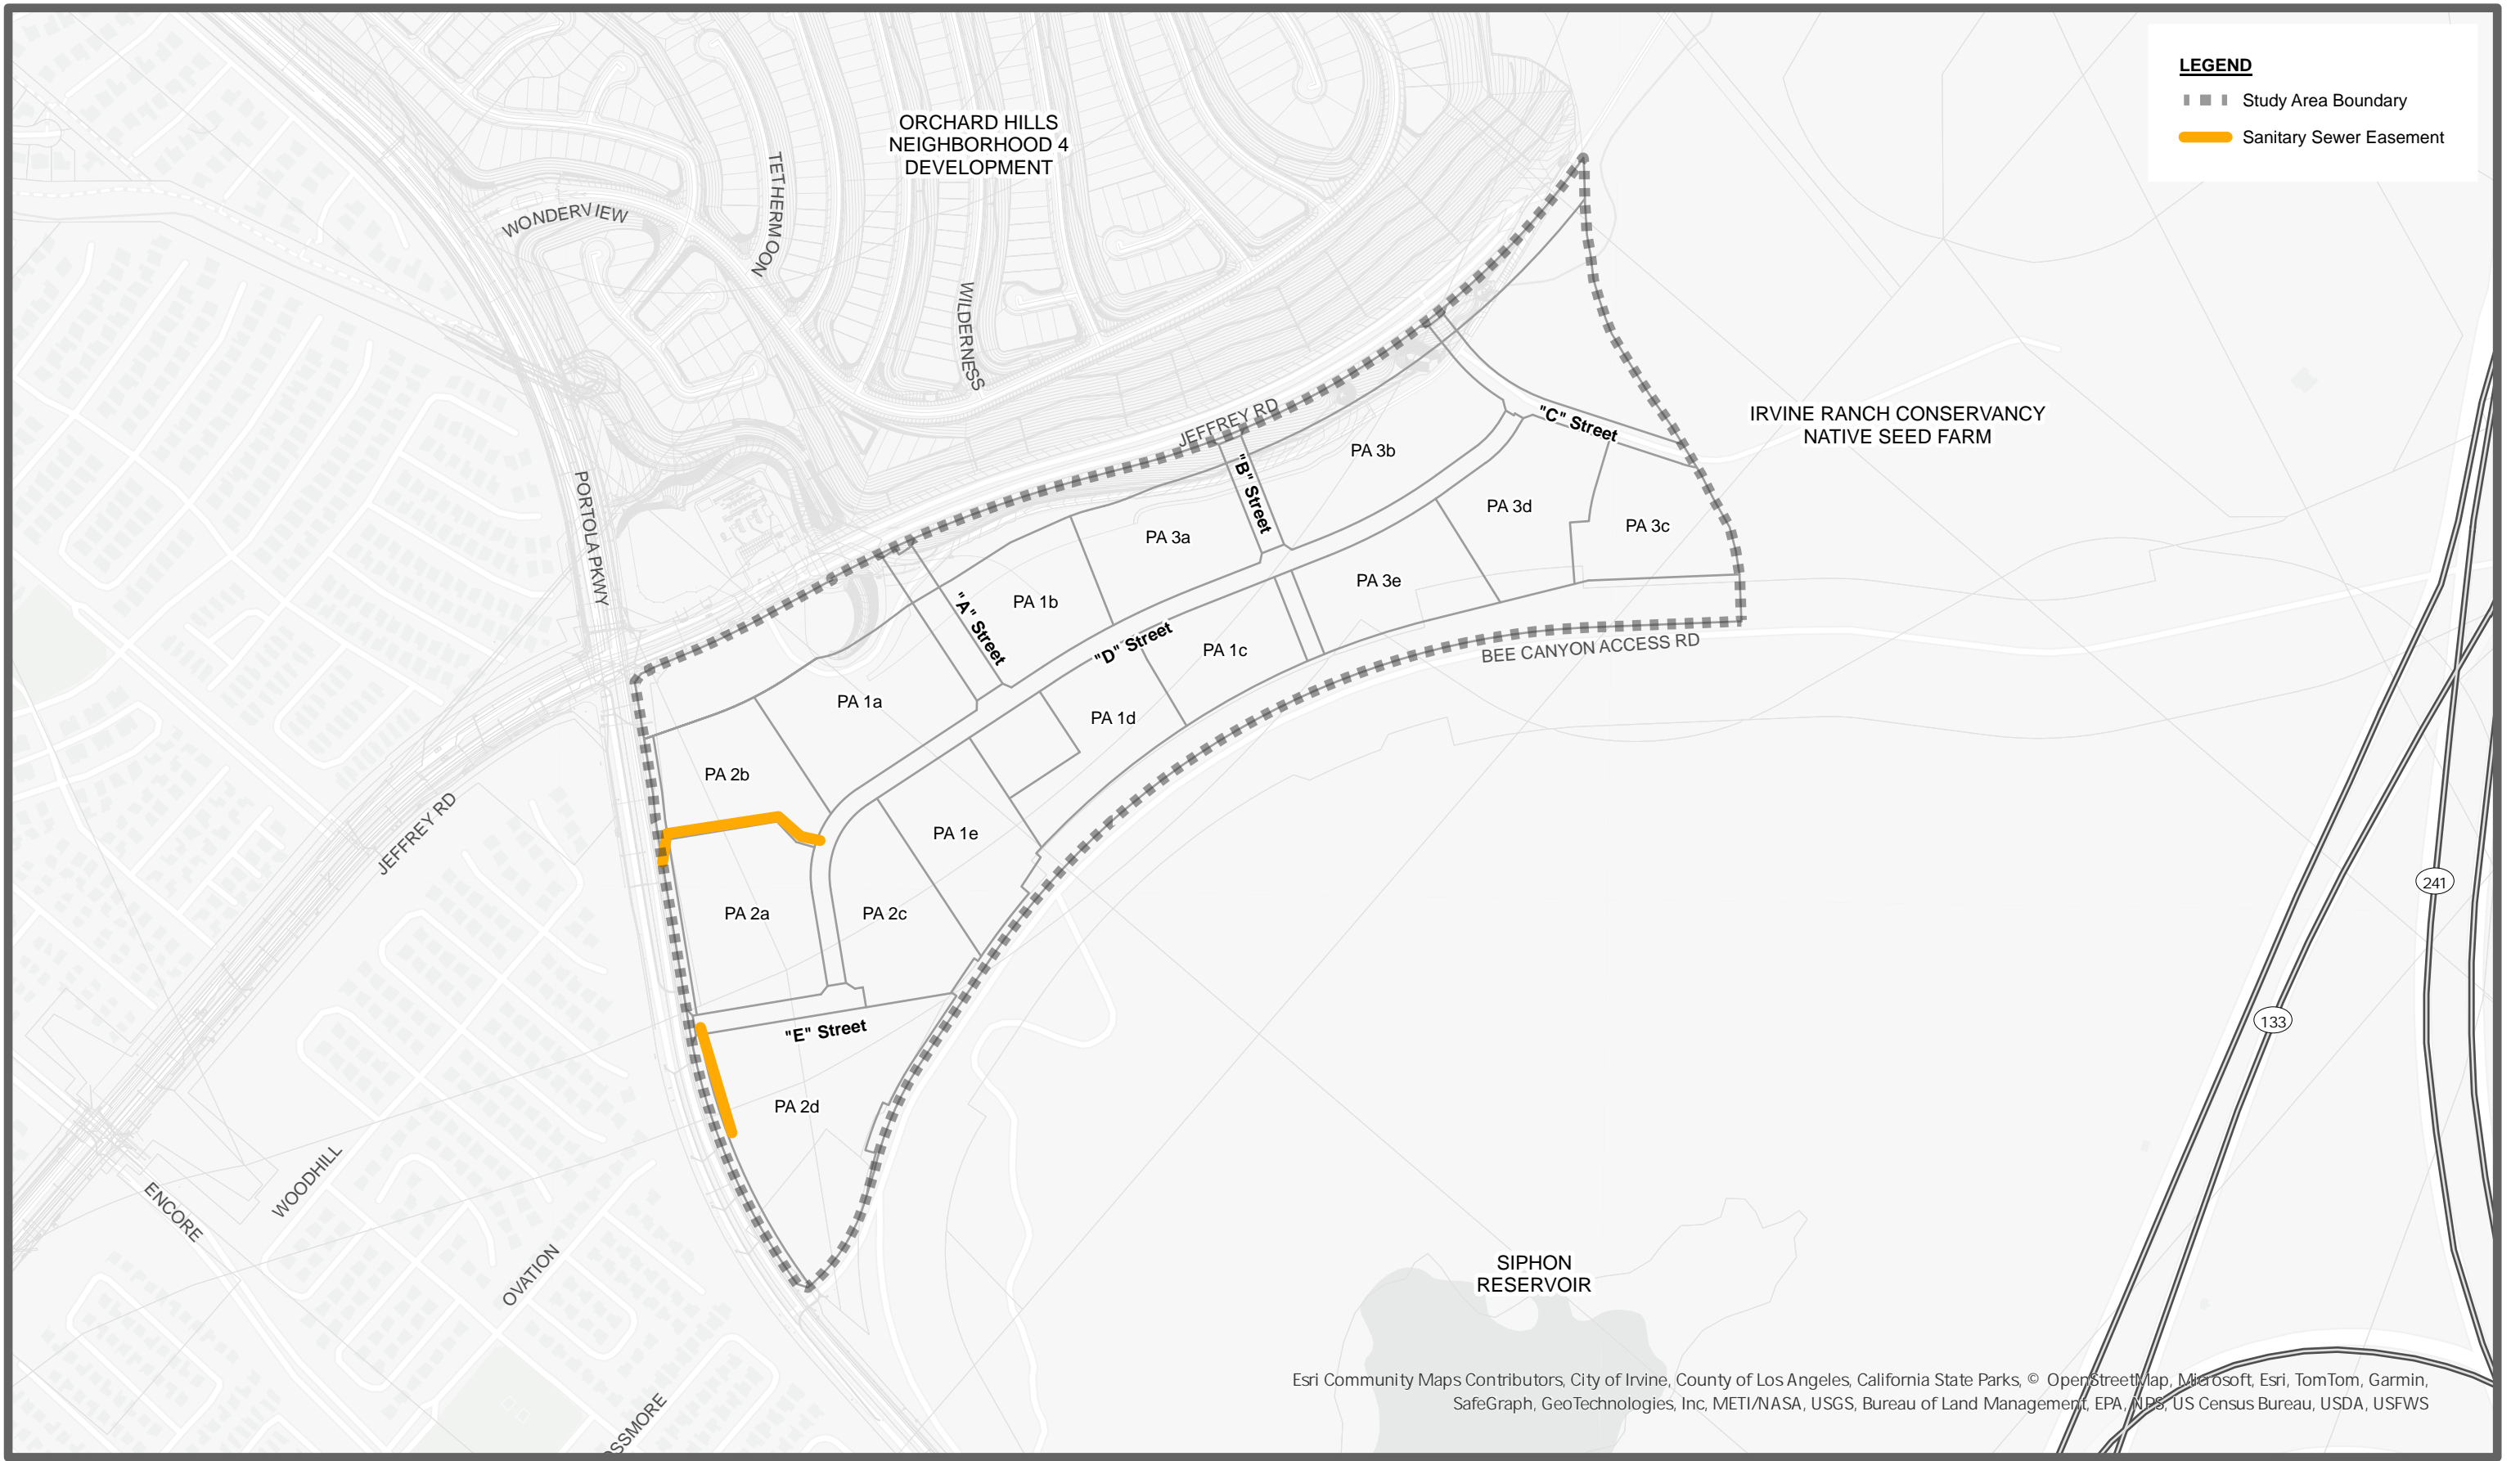 LEGEND
Study Area Boundary
Sanitary Sewer Easement
ORCHARD HILLS
NEIGHBORHOOD 4
DEVELOPMENT
TETHERMOON
WONDERVIEW
WILDERNESS
JEFFREY RD
"C" Street
IRVINE RANCH CONSERVANCY
NATIVE SEED FARM
PA 3b
"B" Street
PORTOLA PKWY
PA 3d
PA 3c
PA 3a
PA 3e
PA 1b
"A" Street
"D" Street
PA 1c
BEE CANYON ACCESS RD
PA 1a
PA 1d
PA 2b
JEFFREY RD
PA 1e
241
PA 2a
PA 2c
133
"E" Street
PA 2d
WOODHILL
ENCORE
OVATION
SIPHON
RESERVOIR
OSSMORE
Esri Community Maps Contributors, City of Irvine, County of Los Angeles, California State Parks, © OpenStreetMap, Microsoft, Esri, TomTom, Garmin,
SafeGraph, GeoTechnologies, Inc, METI/NASA, USGS, Bureau of Land Management, EPA, NPS, US Census Bureau, USDA, USFWS